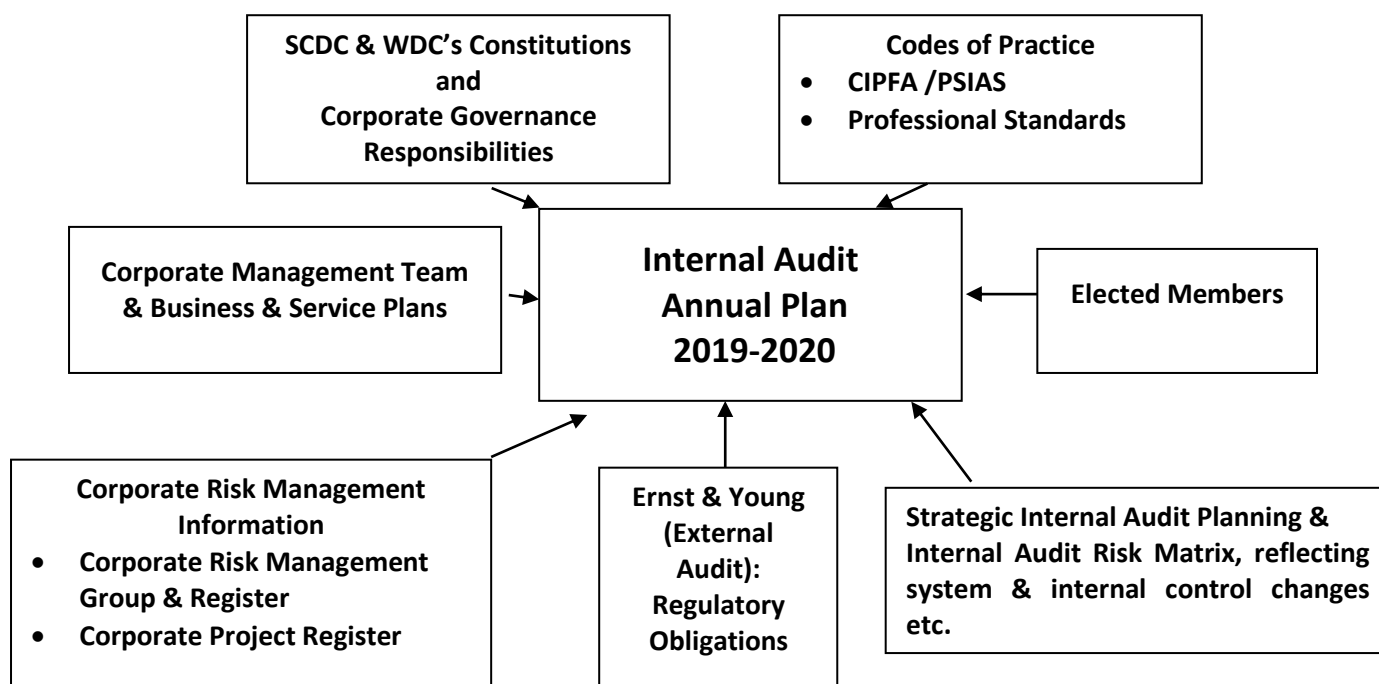 SCDC & WDC’s Constitutions
and
Corporate Governance
Responsibilities
Codes of Practice
• CIPFA /PSIAS
• Professional Standards
Corporate Management Team
& Business & Service Plans
Internal Audit
Annual Plan
2019-2020
Elected Members
Corporate Risk Management
Information
• Corporate Risk Management
Group & Register
• Corporate Project Register
Ernst & Young
(External
Audit):
Regulatory
Obligations
Strategic Internal Audit Planning &
Internal Audit Risk Matrix, reflecting
system & internal control changes
etc.